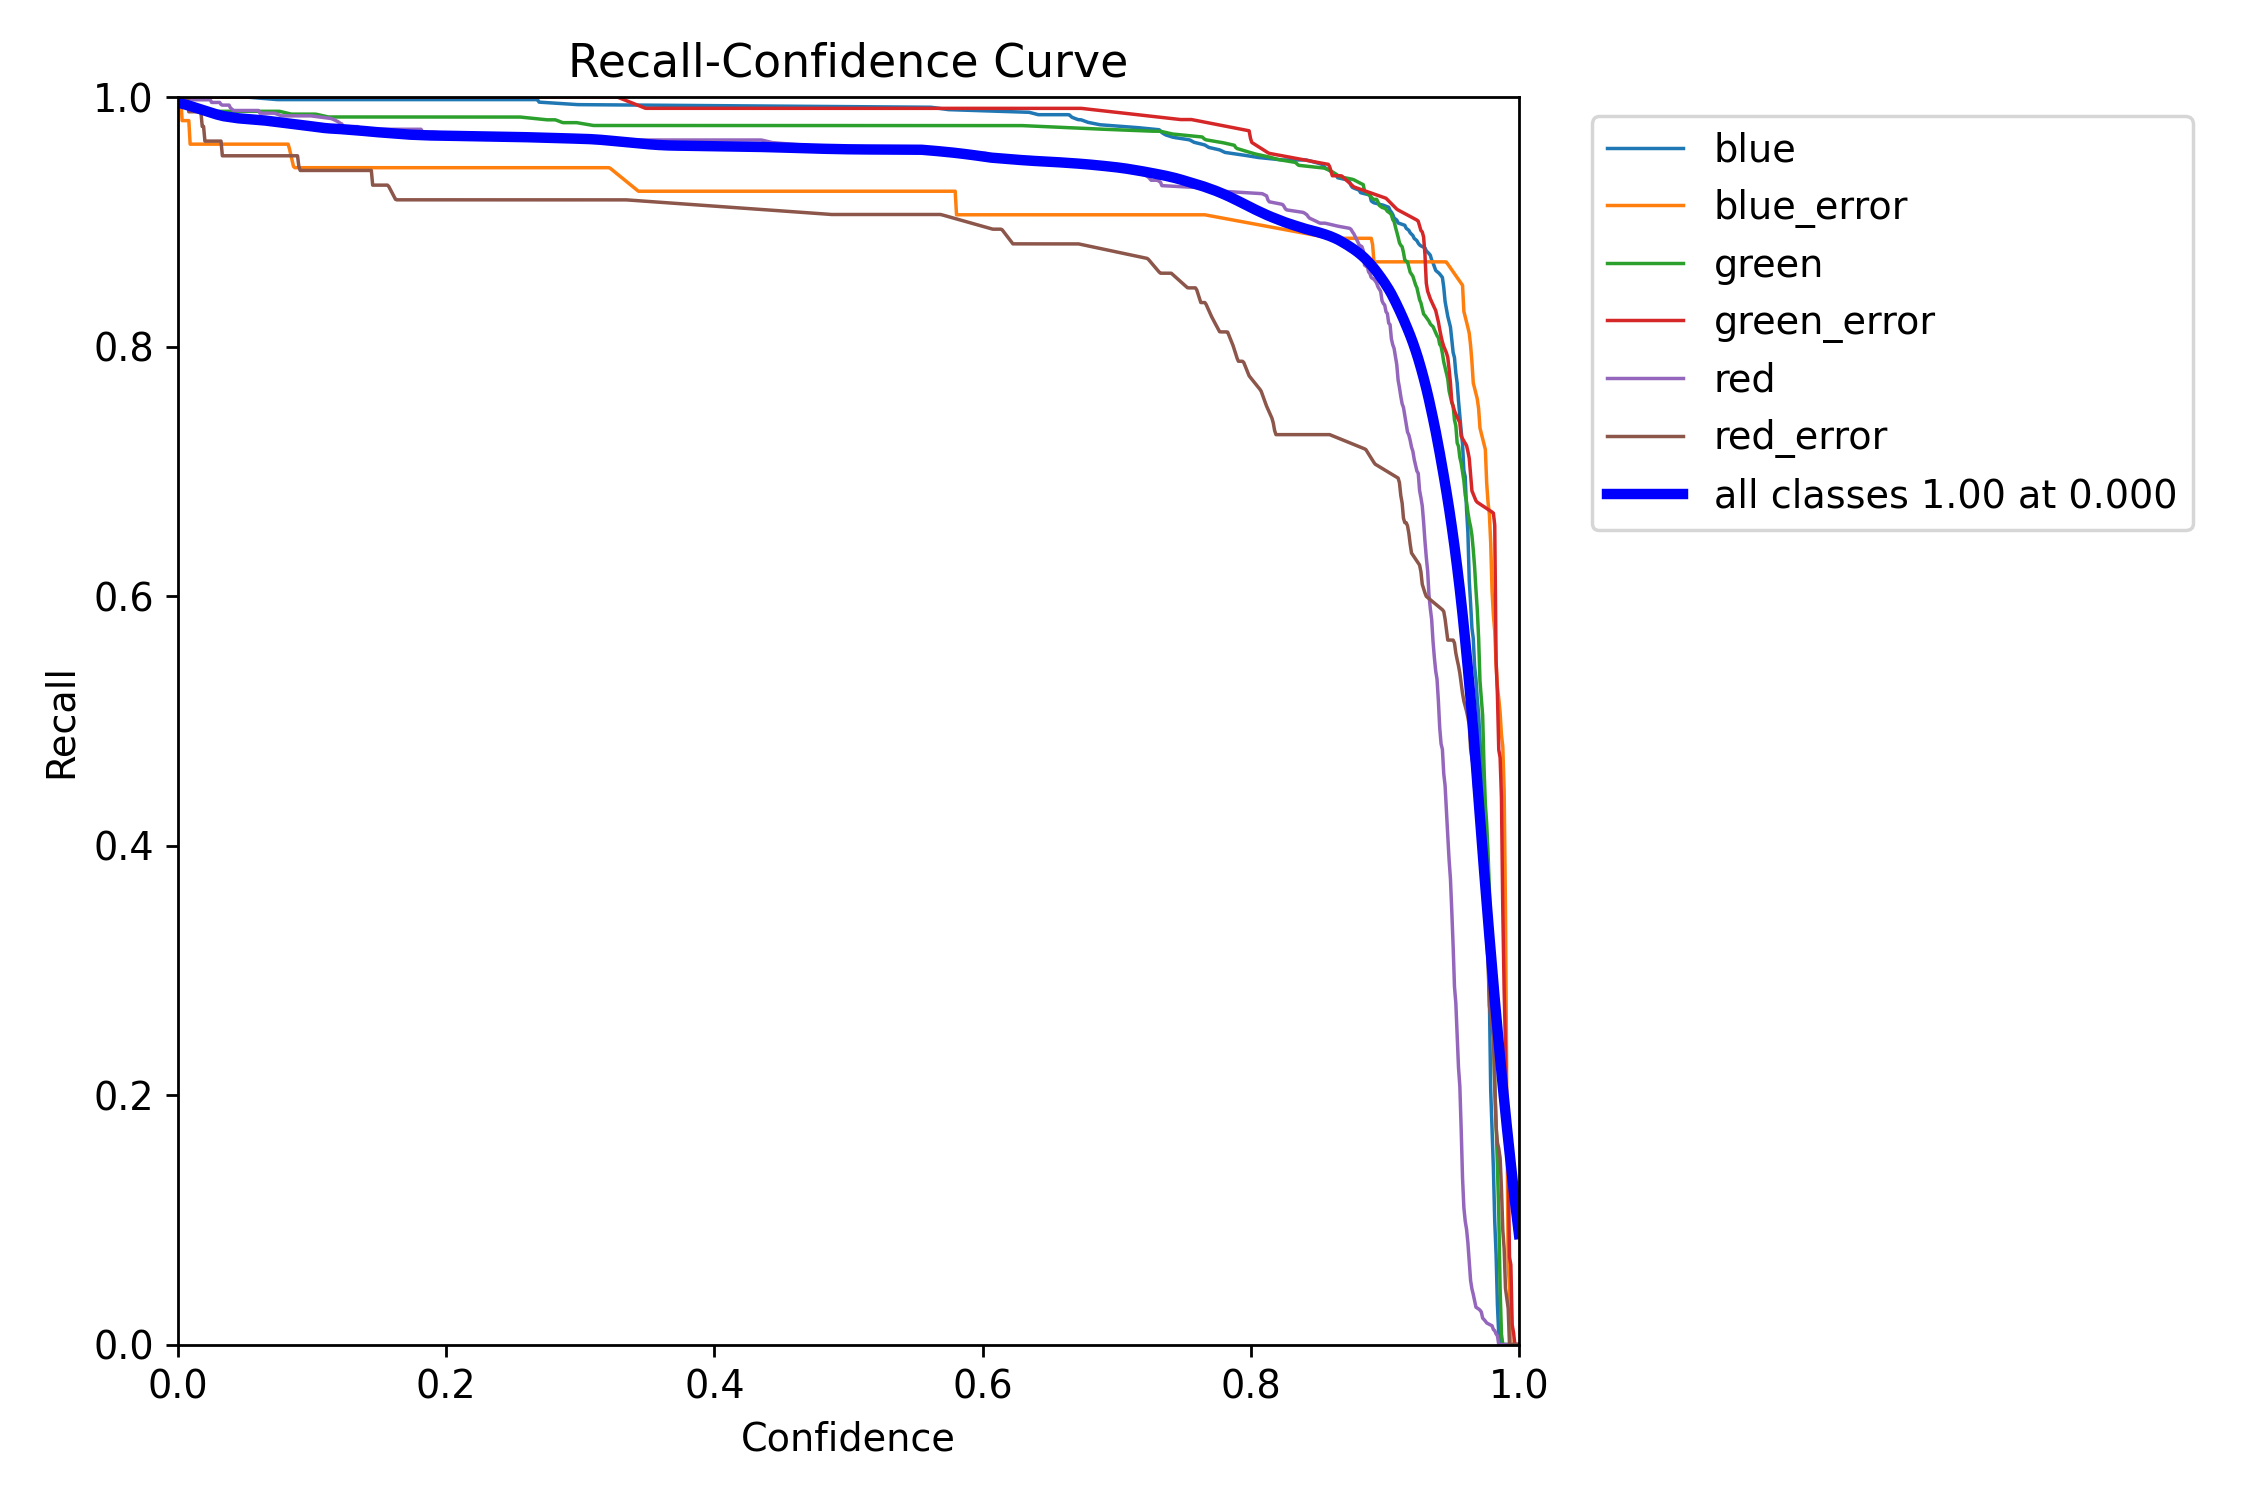 Recall-Confidence Curve
1.0
0.8
0.6
0.4
0.2
0.0
Recall
0.0 0.2 0.4 0.6 0.8 1.0
Confidence
blue
blue_error
green
green_error
red
red_error
all classes 1.00 at 0.000